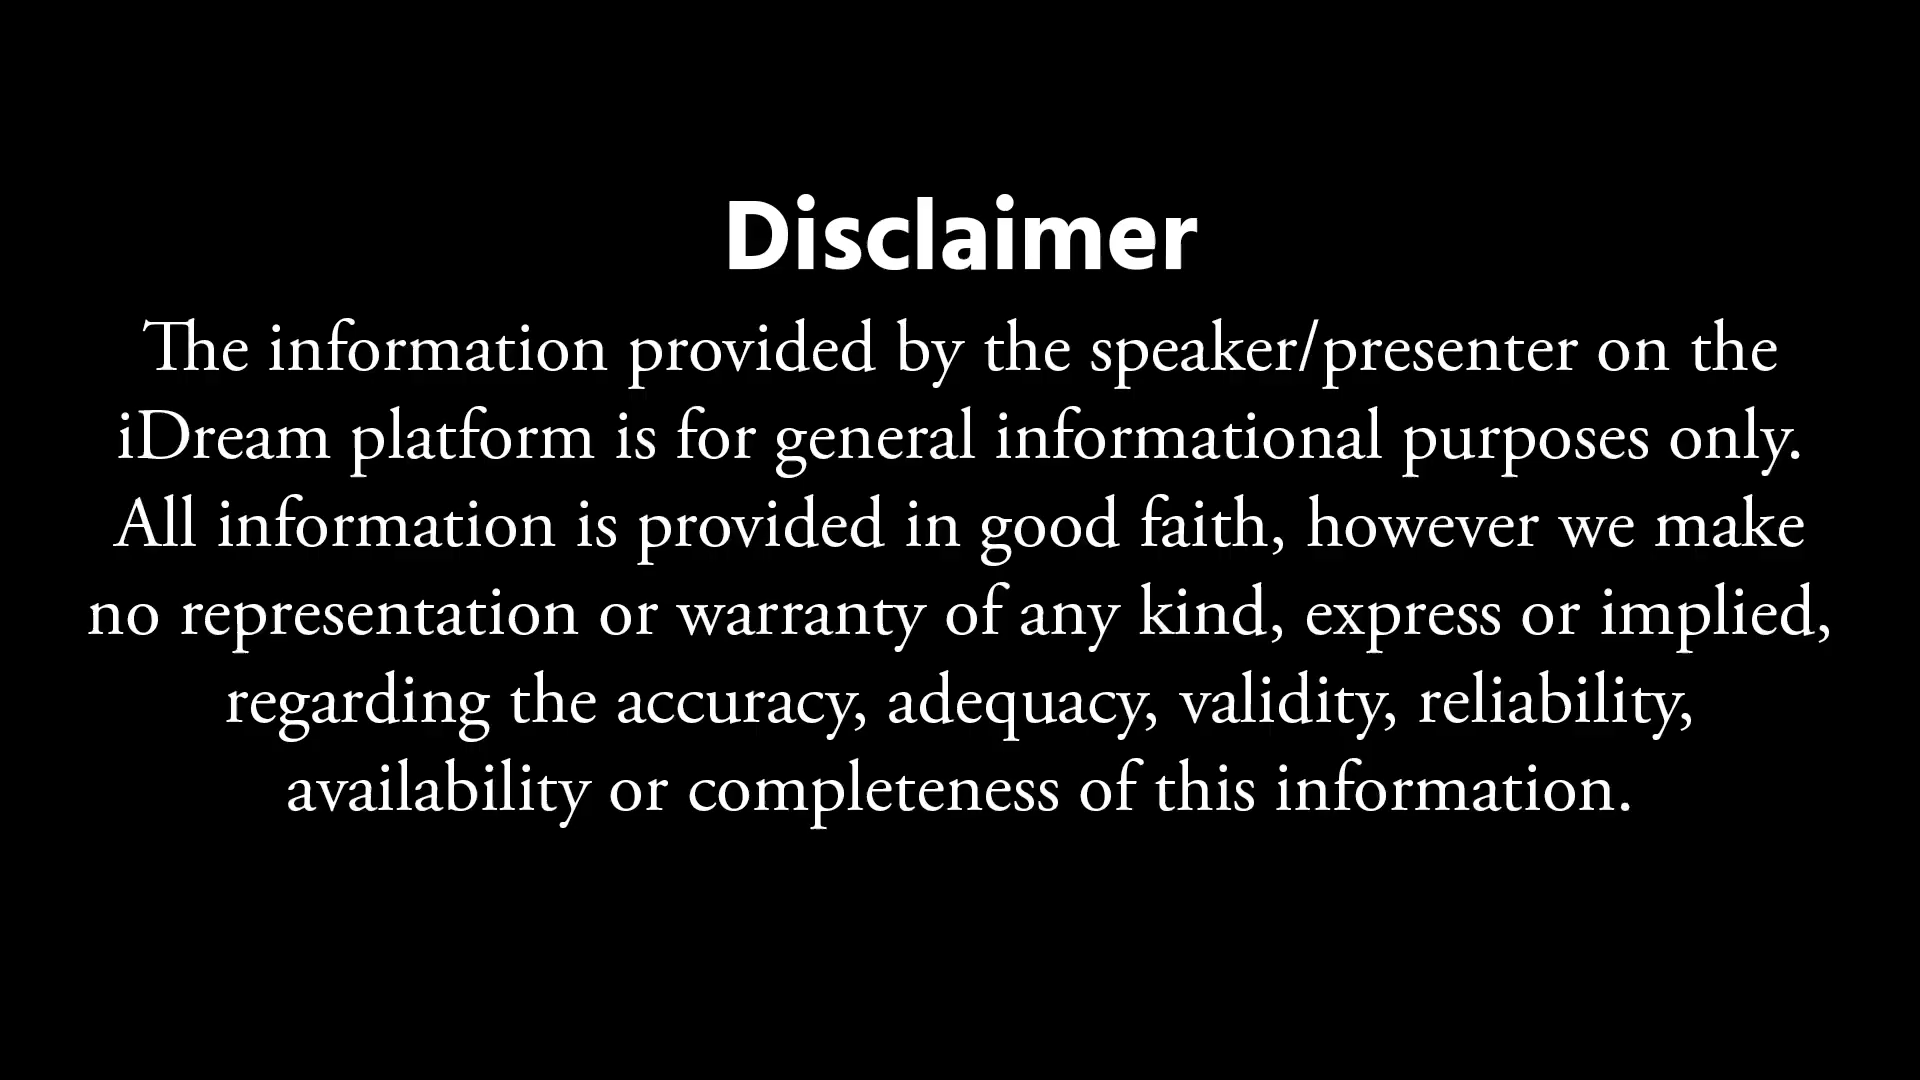 Disclaimer
The information provided by the speaker/presenter on the
iDream platform is for general informational purposes only.
All information is provided in good faith, however we make
no representation or warranty of any kind, express or implied,
regarding the accuracy, adequacy, validity, reliability,
availability or completeness of this information.